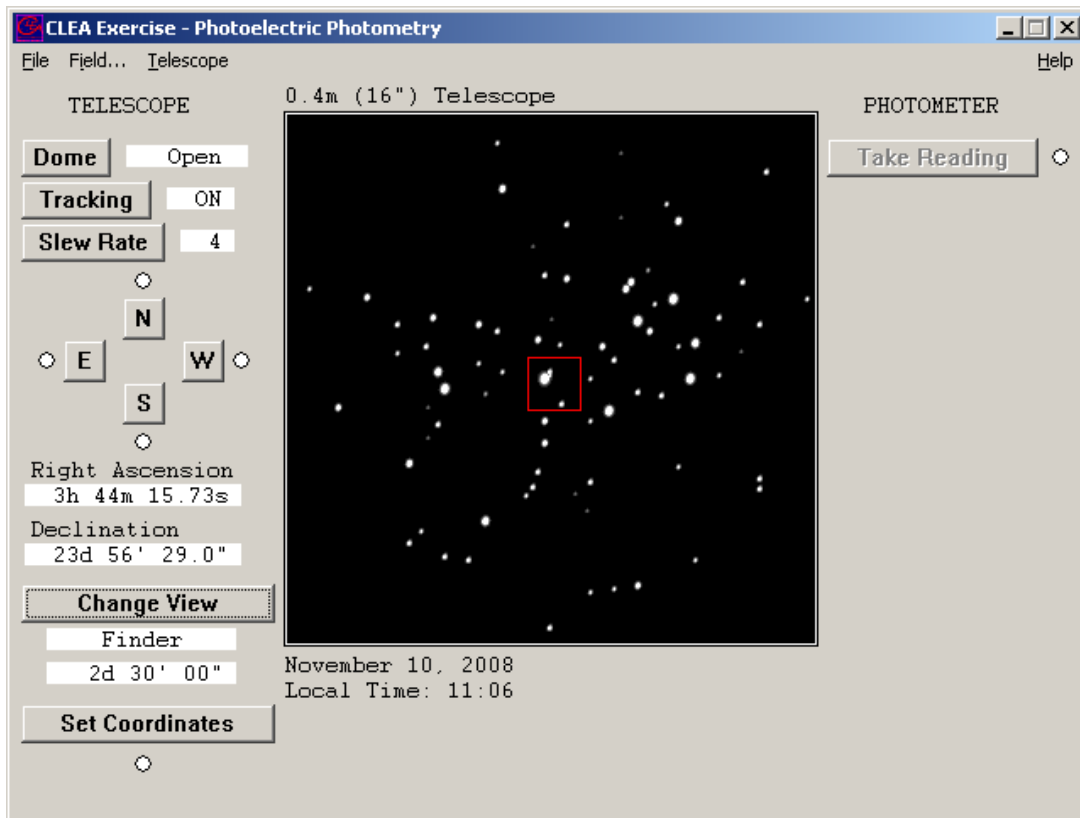 CLEA Exercise - Photoelectric Photometry
File Field... Telescope Help
TELESCOPE
0.4m (16") Telescope
PHOTOMETER
Dome Open
Take Reading
Tracking ON
Slew Rate 4
N
E W
S
Right Ascension
3h 44m 15.73s
Declination
23d 56' 29.0"
Change View
Finder
2d 30' 00"
November 10, 2008
Local Time: 11:06
Set Coordinates